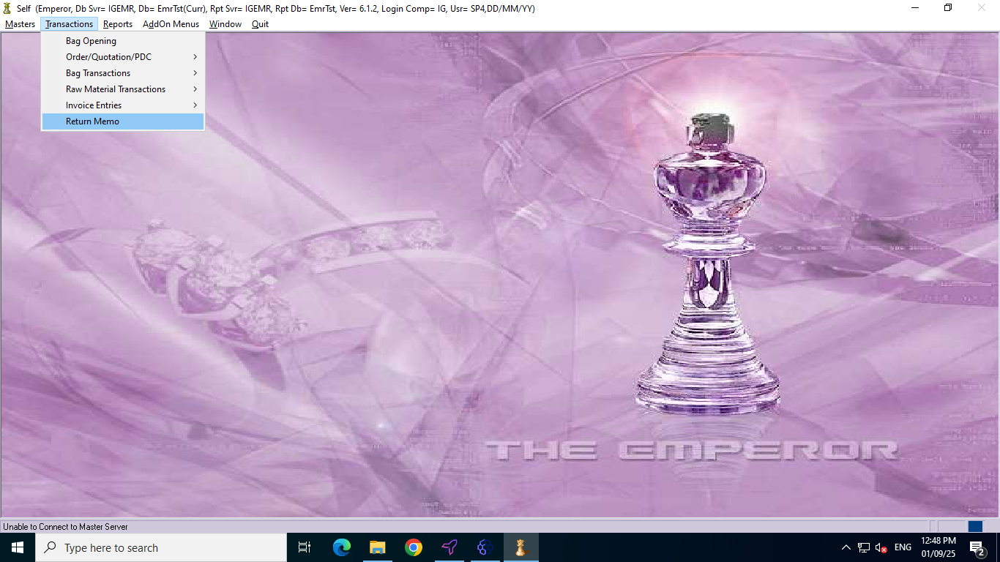 Self (Emperor, Db Svr= IGEMR, Db= EmrTst(Curr), Rpt Svr= IGEMR, Rpt Db= EmrTst, Ver= 6.1.2, Login Comp= IG, Usr= SP4,DD/MM/YY)
Masters Transactions Reports AddOn Menus Window Quit
Bag Opening
Order/Quotation/PDC
Bag Transactions
Raw Material Transactions
Invoice Entries
Return Memo
THE EMPEROR
Unable to Connect to Master Server
Type here to search
ENG
12:48 PM
01/09/25
2